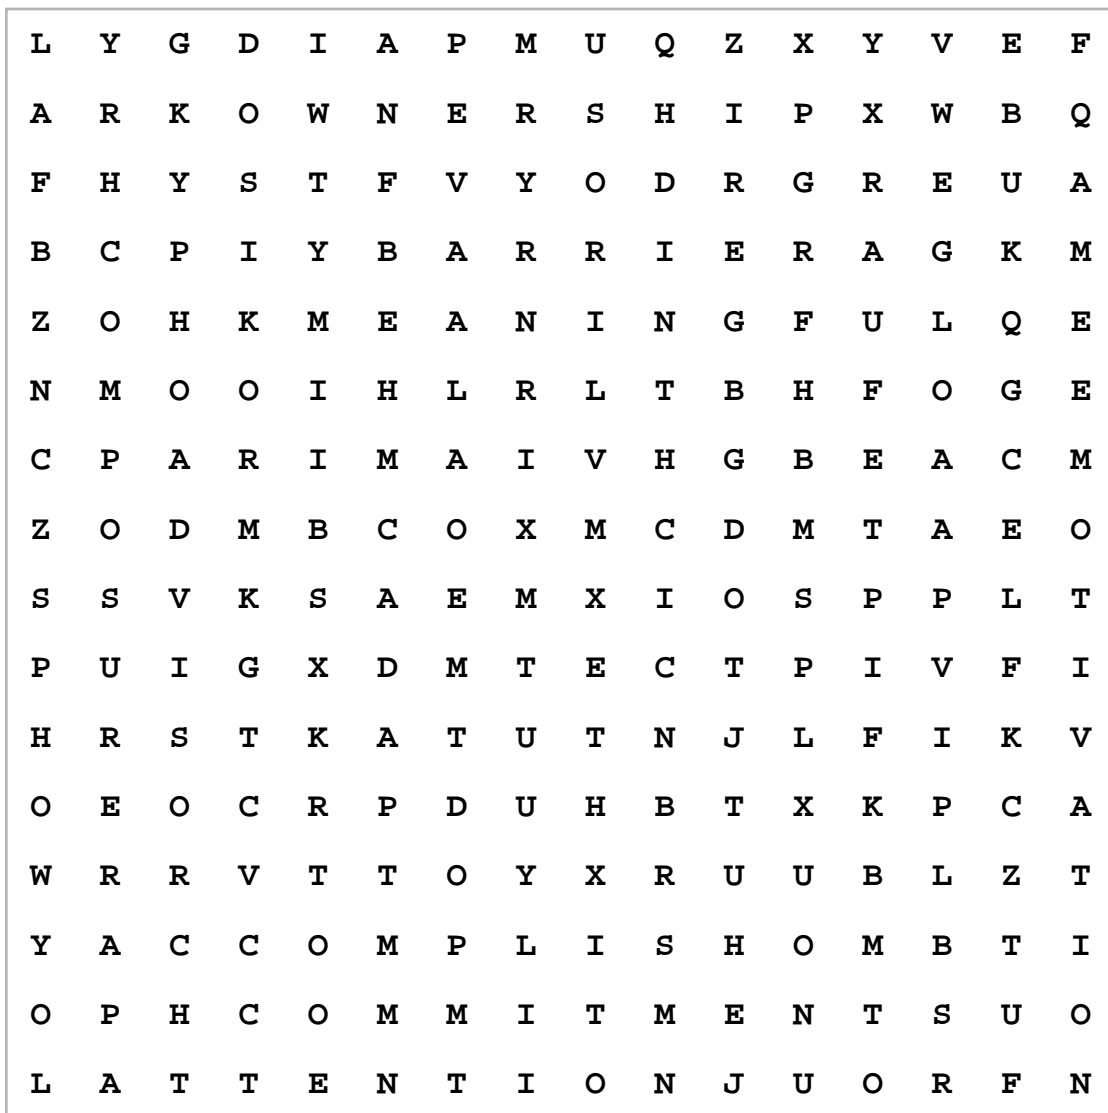 L Y G D I A P M U Q Z X Y V E F
A R K O W N E R S H I P X W B Q
F H Y S T F V Y O D R G R E U A
B C P I Y B A R R I E R A G K M
Z O H K M E A N I N G F U L Q E
N M O O I H L R L T B H F O G E
C P A R I M A I V H G B E A C M
Z O D M B C O X M C D M T A E O
S S V K S A E M X I O S P P L T
P U I G X D M T E C T P I V F I
H R S T K A T U T N J L F I K V
O E O C R P D U H B T X K P C A
W R R V T T O Y X R U U B L Z T
Y A C C O M P L I S H O M B T I
O P H C O M M I T M E N T S U O
L A T T E N T I O N J U O R F N